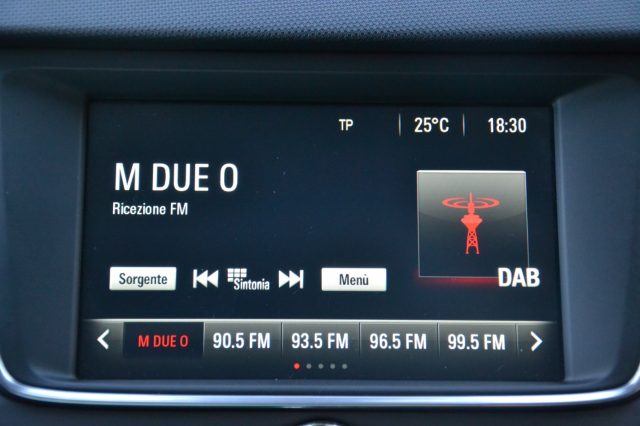 TP 25°C 18:30
M DUE O
Ricezione FM
DAB
Sorgente Sintonia Menù
M DUE O 90.5 FM 93.5 FM 96.5 FM 99.5 FM